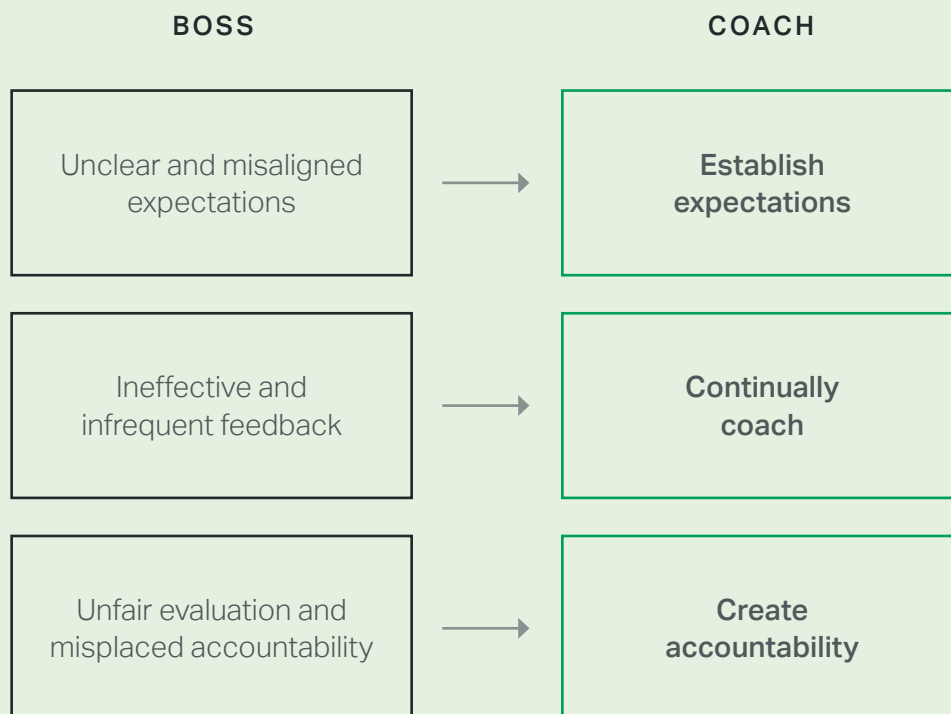 BOSS
COACH
Unclear and misaligned
expectations
Establish
expectations
Ineffective and
infrequent feedback
Continually
coach
Unfair evaluation and
misplaced accountability
Create
accountability